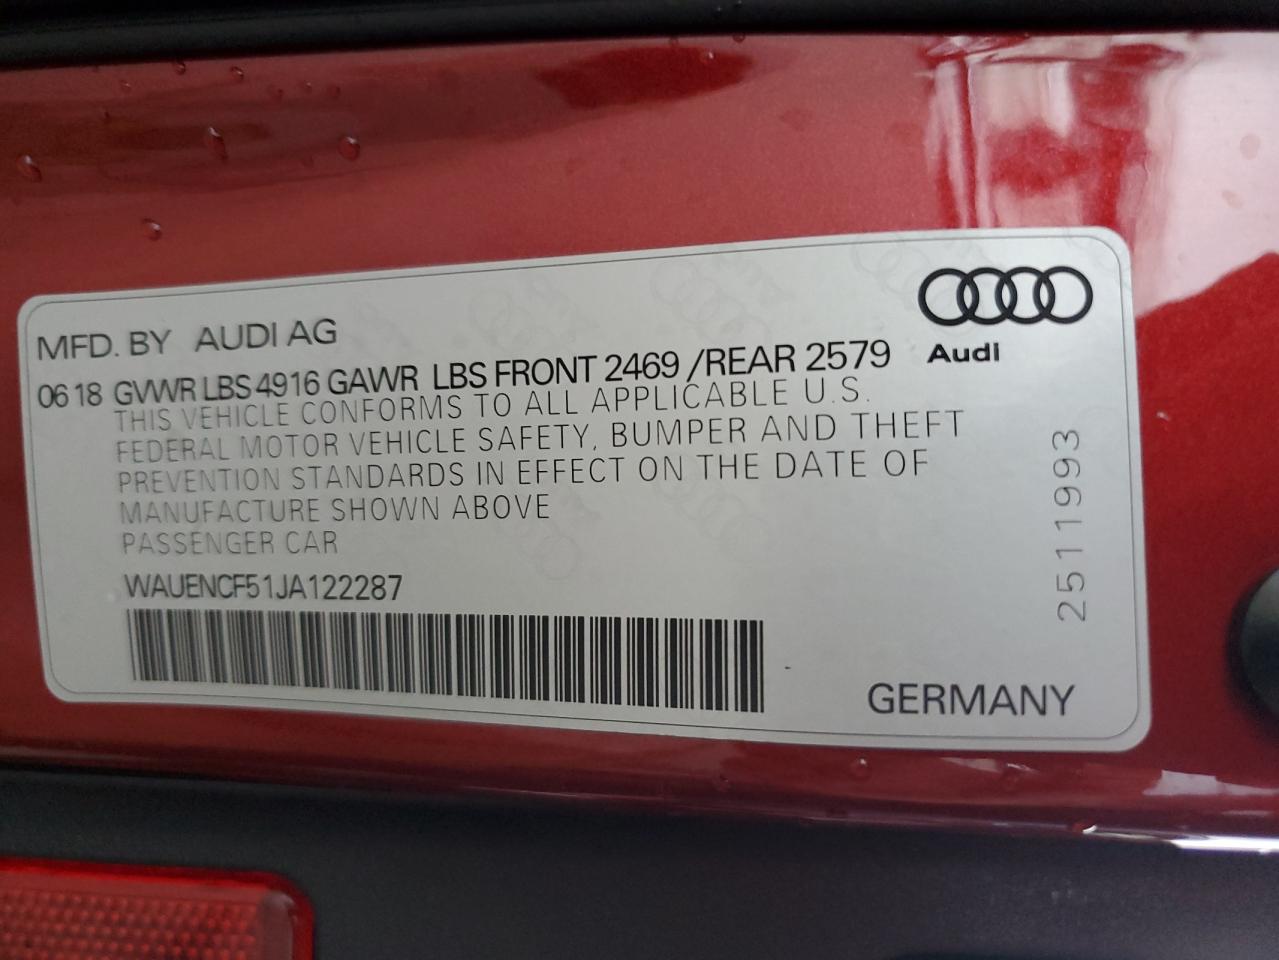 MFD. BY AUDI AG
Audi
06 18 GVWR LBS 4916 GAWR LBS FRONT 2469 /REAR 2579
THIS VEHICLE CONFORMS TO ALL APPLICABLE U.S.
FEDERAL MOTOR VEHICLE SAFETY, BUMPER AND THEFT
PREVENTION STANDARDS IN EFFECT ON THE DATE OF
MANUFACTURE SHOWN ABOVE
PASSENGER CAR
WAUENCF51JA122287
2511993
GERMANY